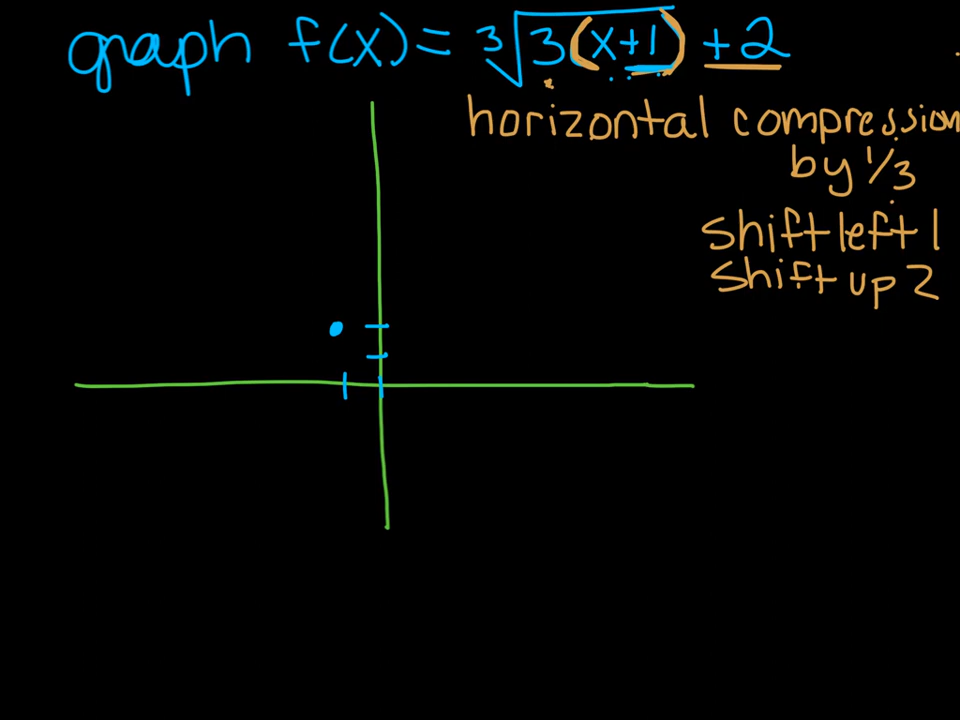 graph f(x) = ∛3(x+1) + 2
horizontal compression
by 1/3
shift left 1
shift up 2